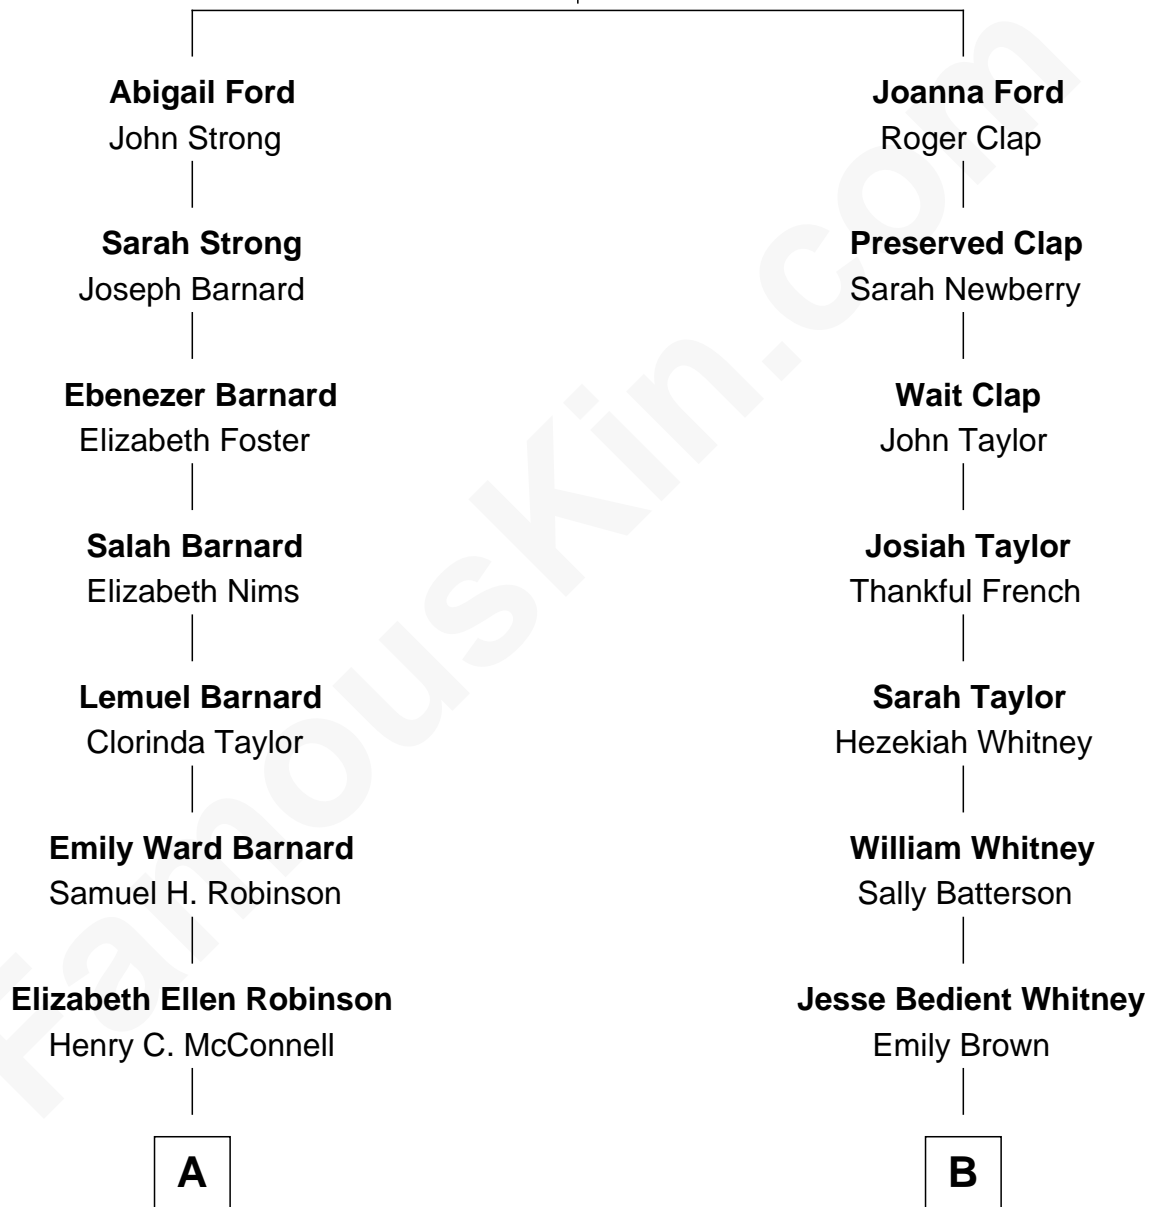 Abigail Ford
John Strong
Sarah Strong
Joseph Barnard
Ebenezer Barnard
Elizabeth Foster
Salah Barnard
Elizabeth Nims
Lemuel Barnard
Clorinda Taylor
Emily Ward Barnard
Samuel H. Robinson
Elizabeth Ellen Robinson
Henry C. McConnell
A
Joanna Ford
Roger Clap
Preserved Clap
Sarah Newberry
Wait Clap
John Taylor
Josiah Taylor
Thankful French
Sarah Taylor
Hezekiah Whitney
William Whitney
Sally Batterson
Jesse Bedient Whitney
Emily Brown
B
FamousKin.com